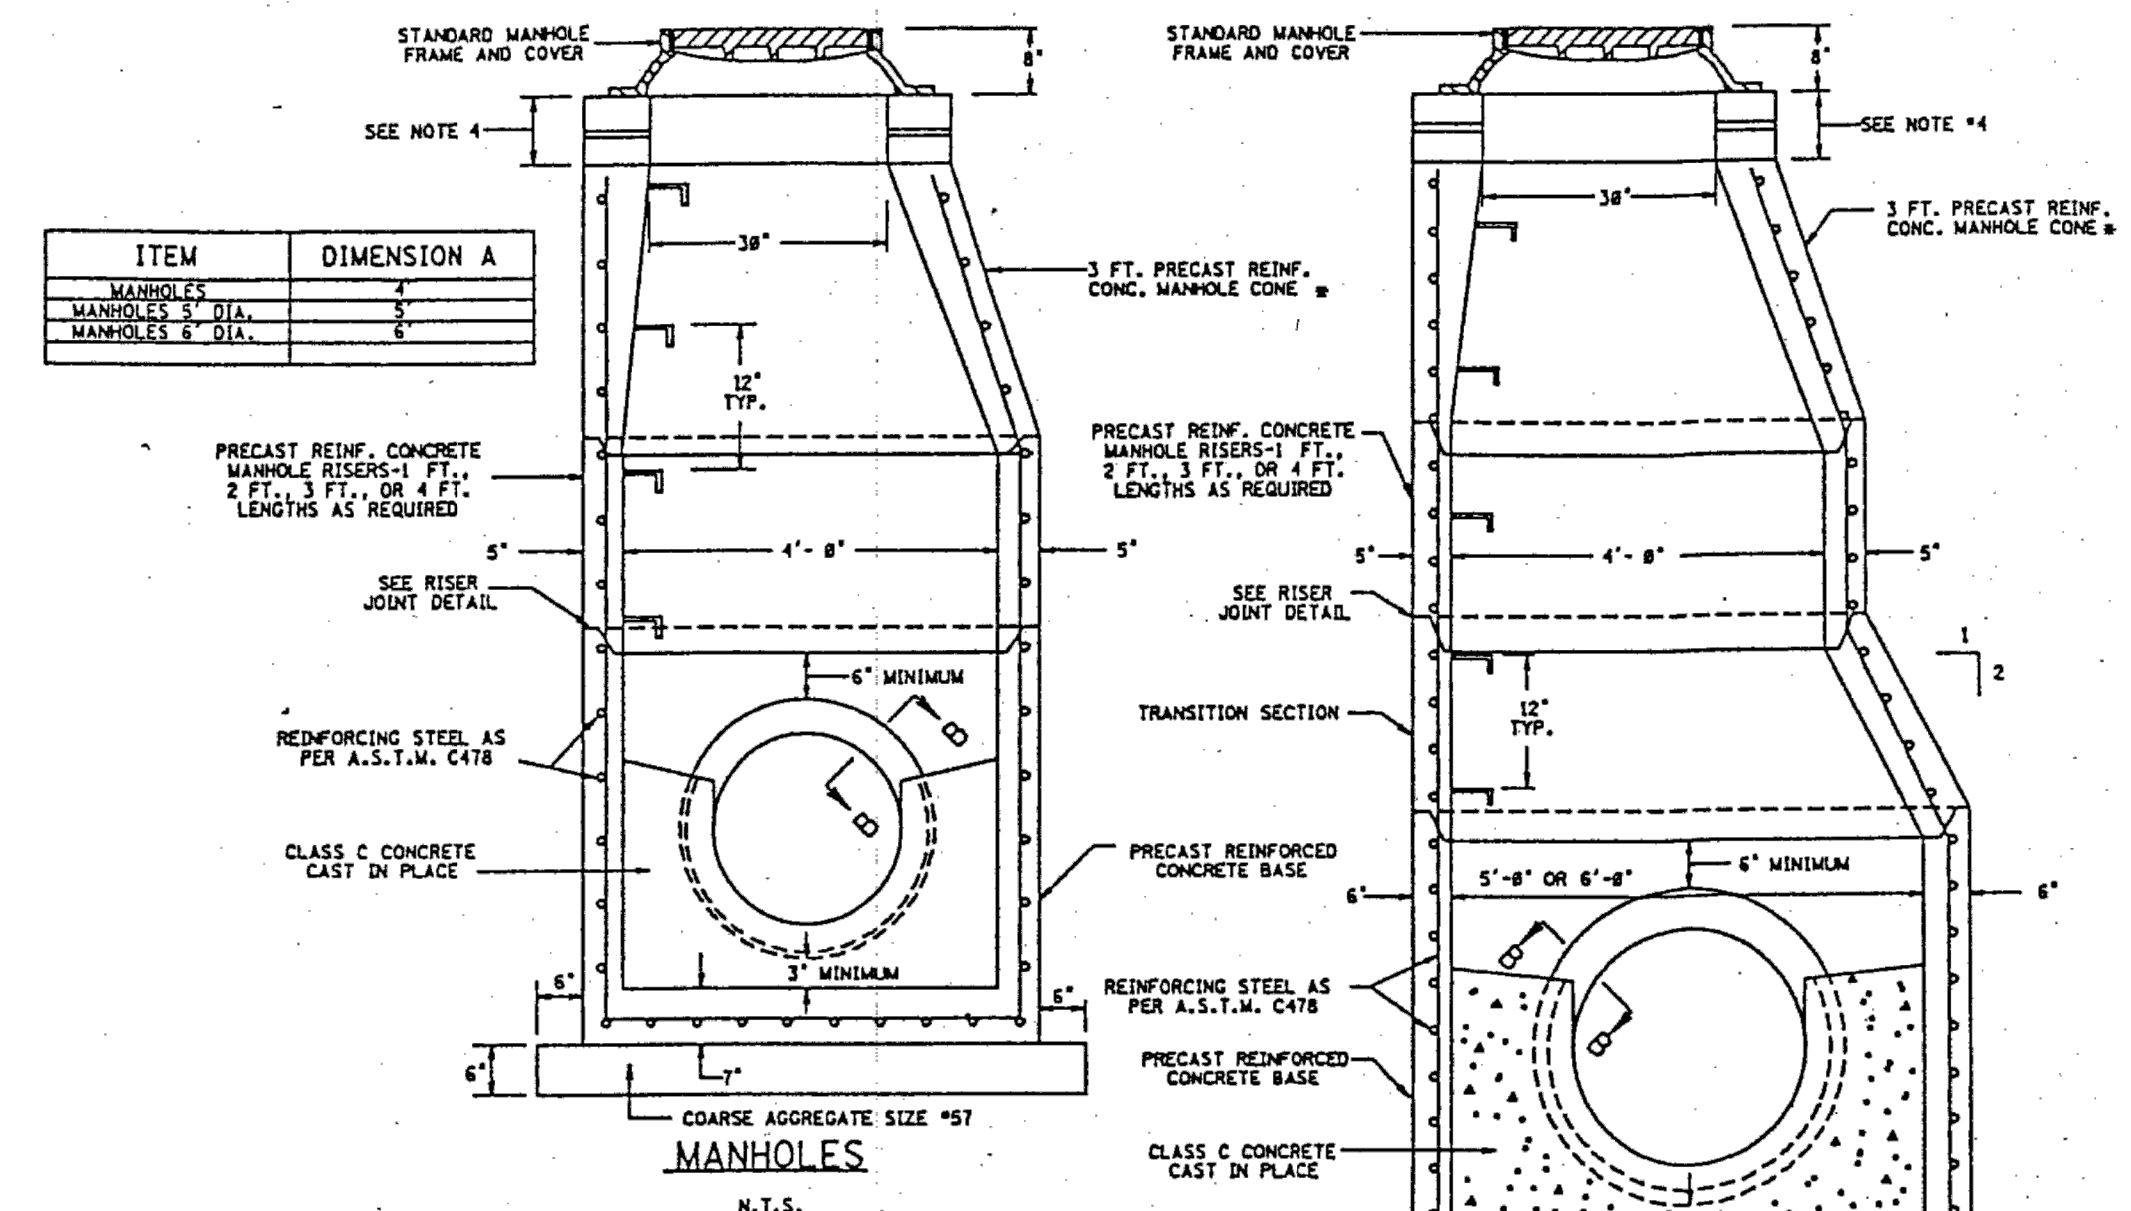 STANDARD MANHOLE
FRAME AND COVER
8"
SEE NOTE 4
30"
ITEM
DIMENSION A
MANHOLES
4'
MANHOLES 5' DIA.
5'
MANHOLES 6' DIA.
6'
3 FT. PRECAST REINF.
CONC. MANHOLE CONE *
12"
TYP.
PRECAST REINF. CONCRETE
MANHOLE RISERS-1 FT.,
2 FT., 3 FT., OR 4 FT.
LENGTHS AS REQUIRED
5"
4'-0"
5"
SEE RISER
JOINT DETAIL
6" MINIMUM
B
B
REINFORCING STEEL AS
PER A.S.T.M. C478
CLASS C CONCRETE
CAST IN PLACE
PRECAST REINFORCED
CONCRETE BASE
3" MINIMUM
6"
6"
6"
7"
COARSE AGGREGATE SIZE #57
MANHOLES
N.T.S.
STANDARD MANHOLE
FRAME AND COVER
8"
SEE NOTE #4
30"
3 FT. PRECAST REINF.
CONC. MANHOLE CONE *
PRECAST REINF. CONCRETE
MANHOLE RISERS-1 FT.,
2 FT., 3 FT., OR 4 FT.
LENGTHS AS REQUIRED
5"
4'-0"
5"
SEE RISER
JOINT DETAIL
1
2
TRANSITION SECTION
12"
TYP.
6" MINIMUM
5'-0" OR 6'-0"
6"
6"
B
B
REINFORCING STEEL AS
PER A.S.T.M. C478
PRECAST REINFORCED
CONCRETE BASE
CLASS C CONCRETE
CAST IN PLACE